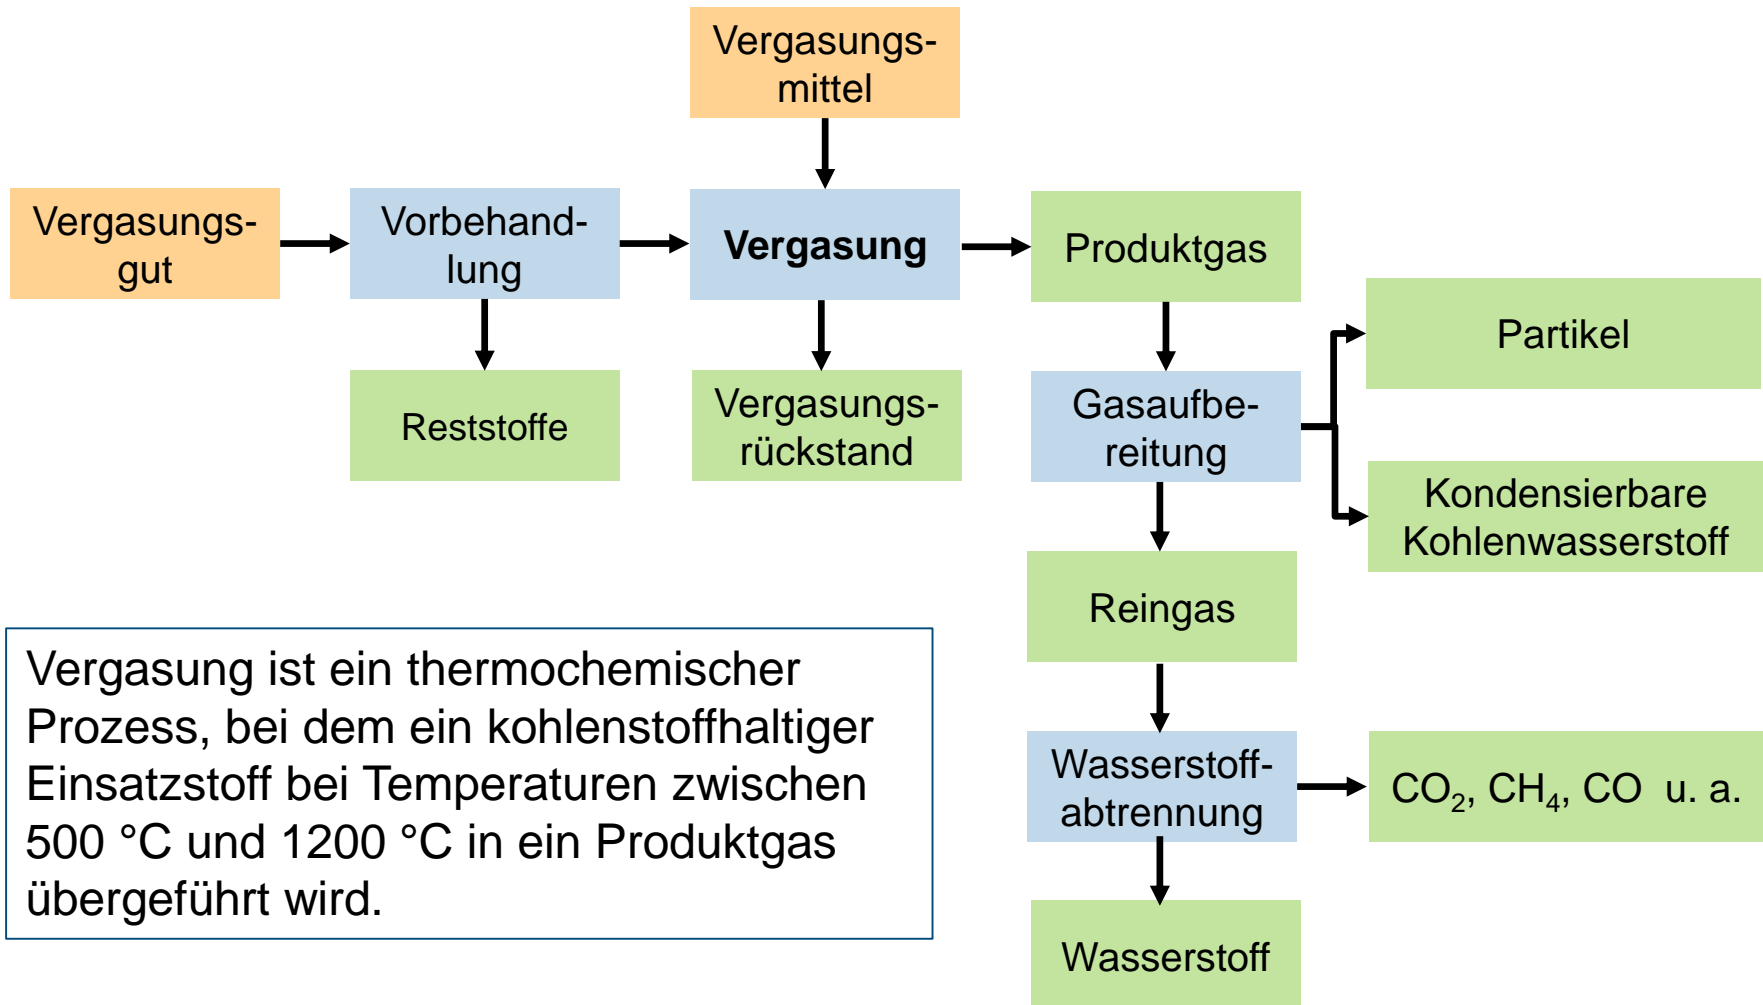 Vergasungs-
mittel
Vergasungs-
gut
Vorbehand-
lung
Vergasung
Produktgas
Partikel
Reststoffe
Vergasungs-
rückstand
Gasaufbe-
reitung
Kondensierbare
Kohlenwasserstoff
Reingas
Vergasung ist ein thermochemischer
Prozess, bei dem ein kohlenstoffhaltiger
Einsatzstoff bei Temperaturen zwischen
500 °C und 1200 °C in ein Produktgas
übergeführt wird.
Wasserstoff-
abtrennung
CO₂, CH₄, CO u. a.
Wasserstoff